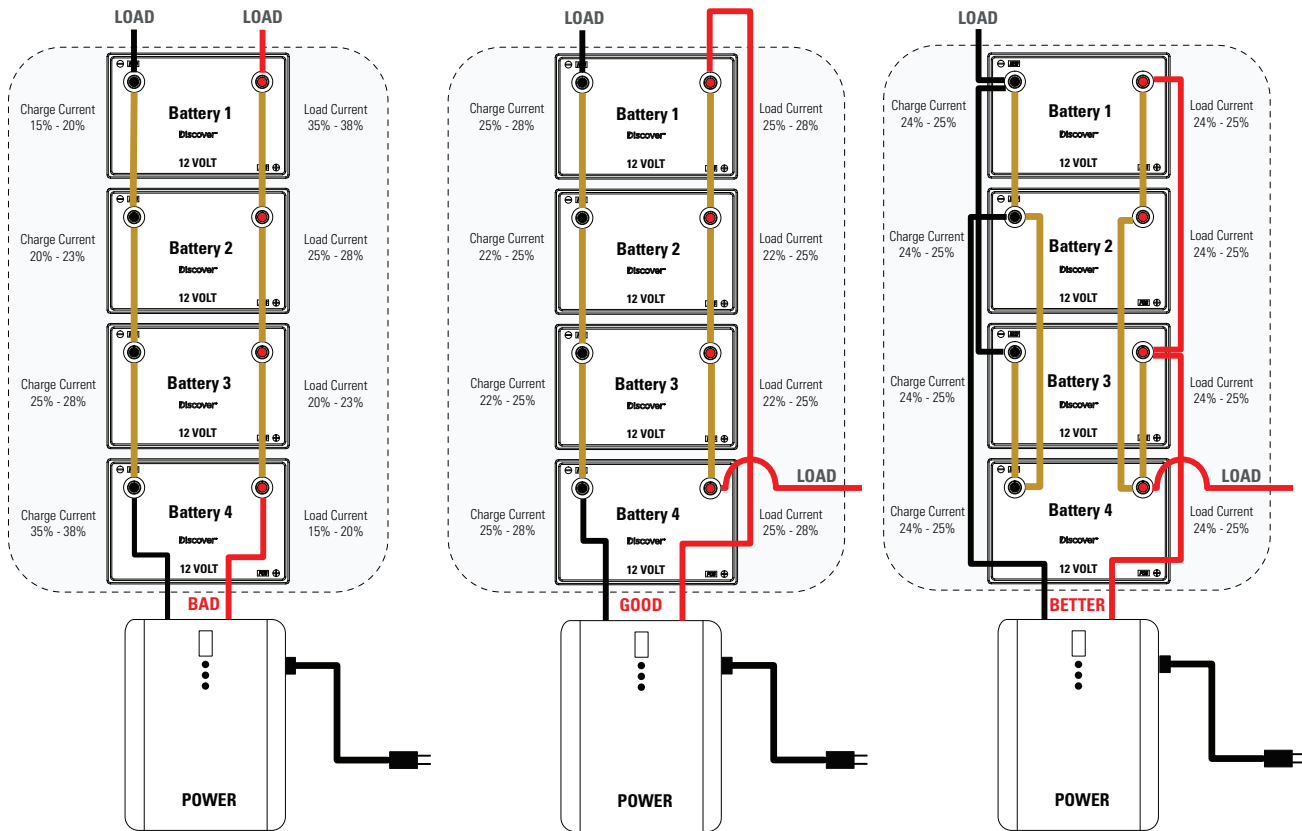 LOAD
LOAD
Charge Current
15% - 20%
Battery 1
Discover
12 VOLT
Load Current
35% - 38%
Charge Current
20% - 23%
Battery 2
Discover
12 VOLT
Load Current
25% - 28%
Charge Current
25% - 28%
Battery 3
Discover
12 VOLT
Load Current
20% - 23%
Charge Current
35% - 38%
Battery 4
Discover
12 VOLT
Load Current
15% - 20%
BAD
POWER
LOAD
Charge Current
25% - 28%
Battery 1
Discover
12 VOLT
Load Current
25% - 28%
Charge Current
22% - 25%
Battery 2
Discover
12 VOLT
Load Current
22% - 25%
Charge Current
22% - 25%
Battery 3
Discover
12 VOLT
Load Current
22% - 25%
LOAD
Charge Current
25% - 28%
Battery 4
Discover
12 VOLT
Load Current
25% - 28%
GOOD
POWER
LOAD
Charge Current
24% - 25%
Battery 1
Discover
12 VOLT
Load Current
24% - 25%
Charge Current
24% - 25%
Battery 2
Discover
12 VOLT
Load Current
24% - 25%
Charge Current
24% - 25%
Battery 3
Discover
12 VOLT
Load Current
24% - 25%
LOAD
Charge Current
24% - 25%
Battery 4
Discover
12 VOLT
Load Current
24% - 25%
BETTER
POWER